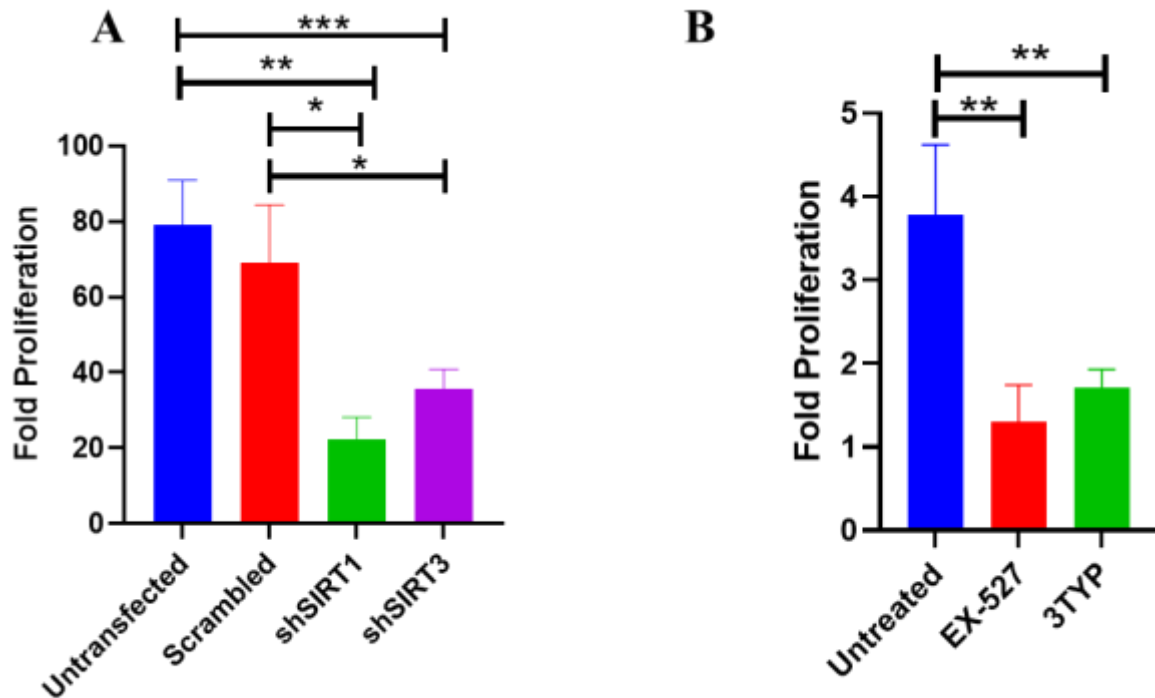 A
***
**
*
*
Fold Proliferation
100
80
60
40
20
0
Untransfected
Scrambled
shSIRT1
shSIRT3
B
**
**
Fold Proliferation
5
4
3
2
1
0
Untreated
EX-527
3TYP